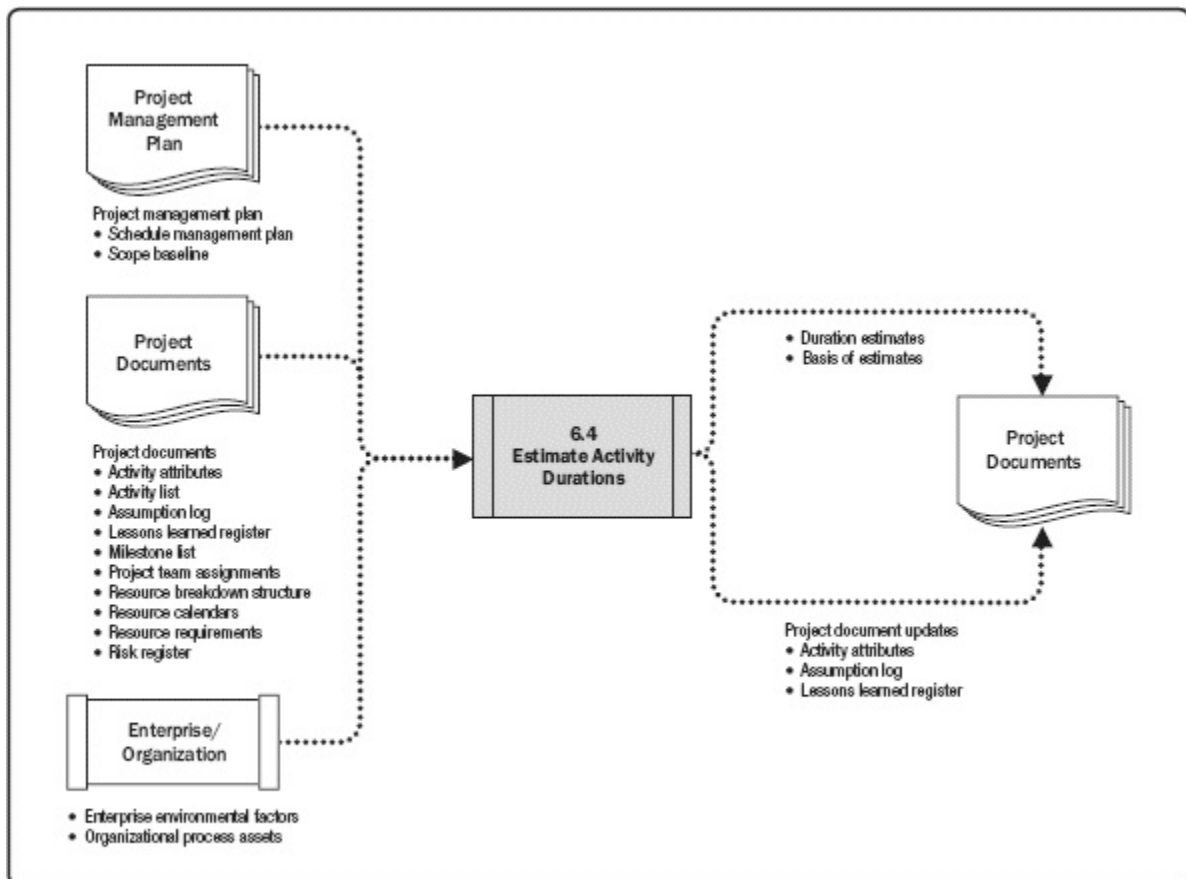 Project
Management
Plan
Project management plan
• Schedule management plan
• Scope baseline
Project
Documents
Project documents
• Activity attributes
• Activity list
• Assumption log
• Lessons learned register
• Milestone list
• Project team assignments
• Resource breakdown structure
• Resource calendars
• Resource requirements
• Risk register
Enterprise/
Organization
• Enterprise environmental factors
• Organizational process assets
6.4
Estimate Activity
Durations
• Duration estimates
• Basis of estimates
Project
Documents
Project document updates
• Activity attributes
• Assumption log
• Lessons learned register